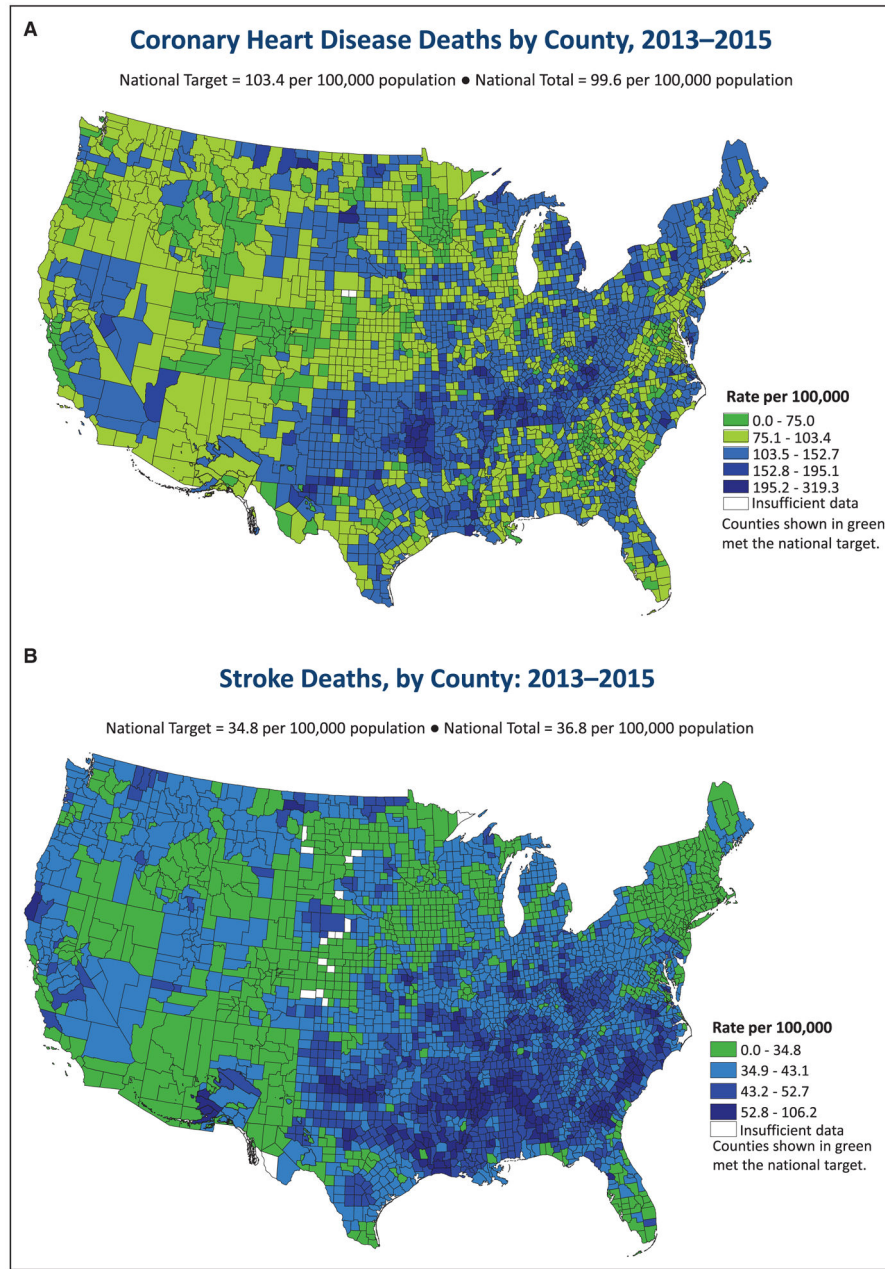 A
Coronary Heart Disease Deaths by County, 2013–2015
National Target = 103.4 per 100,000 population ● National Total = 99.6 per 100,000 population
Rate per 100,000
0.0 - 75.0
75.1 - 103.4
103.5 - 152.7
152.8 - 195.1
195.2 - 319.3
Insufficient data
Counties shown in green
met the national target.
B
Stroke Deaths, by County: 2013–2015
National Target = 34.8 per 100,000 population ● National Total = 36.8 per 100,000 population
Rate per 100,000
0.0 - 34.8
34.9 - 43.1
43.2 - 52.7
52.8 - 106.2
Insufficient data
Counties shown in green
met the national target.